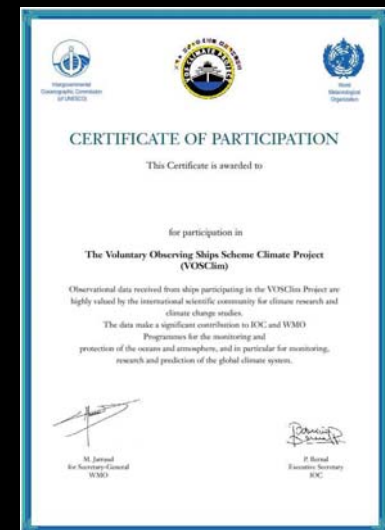 Intergovernmental
Oceanographic Commission
(of UNESCO)
VOS CLIMATE PROJECT
World
Meteorological
Organization
CERTIFICATE OF PARTICIPATION
This Certificate is awarded to
for participation in
The Voluntary Observing Ships Scheme Climate Project
(VOSClim)
Observational data received from ships participating in the VOSClim Project are
highly valued by the international scientific community for climate research and
climate change studies.
The data make a significant contribution to IOC and WMO
Programmes for the monitoring and
protection of the oceans and atmosphere, and in particular for monitoring,
research and prediction of the global climate system.
M. Jarraud
for Secretary-General
WMO
P. Bernal
Executive Secretary
IOC